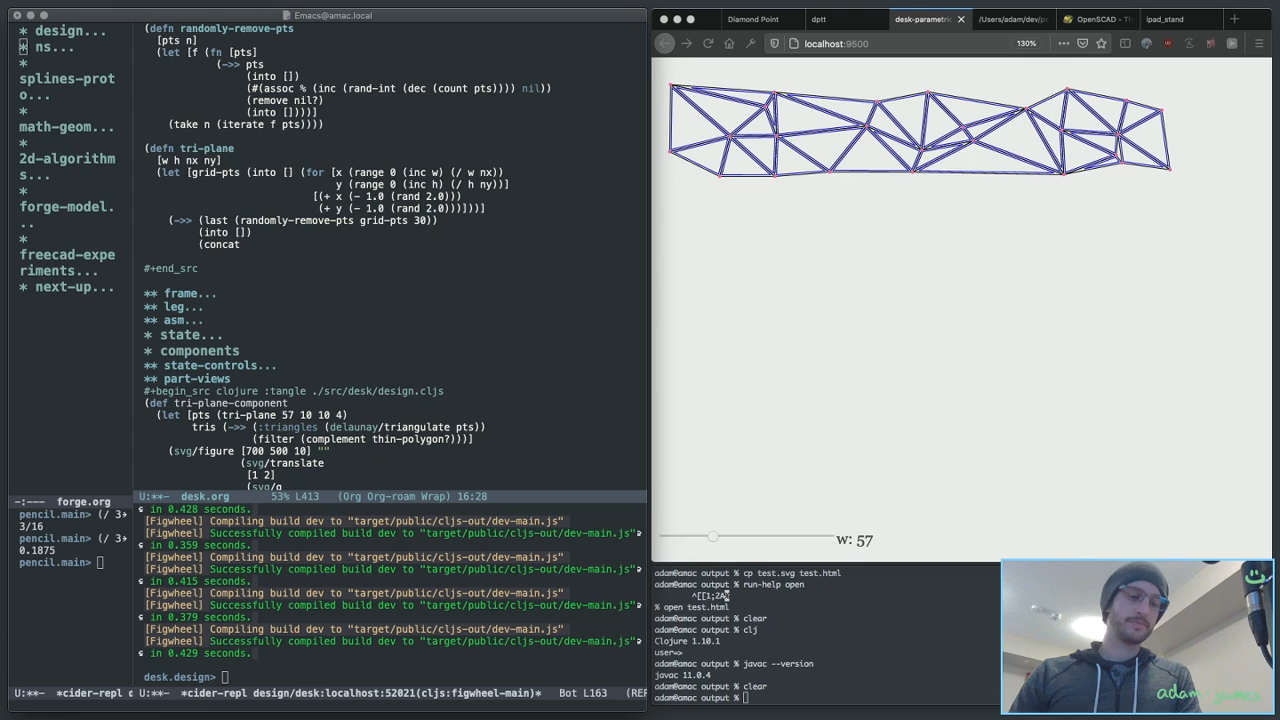 Emacs@amac.local
* design...
* ns...
*
splines-prot
o...
*
math-geom...
*
2d-algorithm
s...
*
forge-model.
..
*
freecad-expe
riments...
* next-up...
-:--- forge.org
pencil.main> (/ 3
3/16
pencil.main> (/ 3
0.1875
pencil.main>
(defn randomly-remove-pts
[pts n]
(let [f (fn [pts]
(->> pts
(into [])
(#(assoc % (inc (rand-int (dec (count pts)))) nil))
(remove nil?)
(into [])))]
(take n (iterate f pts))))
(defn tri-plane
[w h nx ny]
(let [grid-pts (into [] (for [x (range 0 (inc w) (/ w nx))
y (range 0 (inc h) (/ h ny))]
[(+ x (- 1.0 (rand 2.0)))
(+ y (- 1.0 (rand 2.0)))]))]
(->> (last (randomly-remove-pts grid-pts 30))
(into [])
(concat
#+end_src
** frame...
** leg...
** asm...
* state...
* components
** state-controls...
** part-views
#+begin_src clojure :tangle ./src/desk/design.cljs
(def tri-plane-component
(let [pts (tri-plane 57 10 10 4)
tris (->> (:triangles (delaunay/triangulate pts))
(filter (complement thin-polygon?)))]
(svg/figure [700 500 10] ""
(svg/translate
[1 2]
(svg/g
U:**- desk.org 53% L413 (Org Org-roam Wrap) 16:28
in 0.428 seconds.
[Figwheel] Compiling build dev to "target/public/cljs-out/dev-main.js"
[Figwheel] Successfully compiled build dev to "target/public/cljs-out/dev-main.js"
in 0.359 seconds.
[Figwheel] Compiling build dev to "target/public/cljs-out/dev-main.js"
[Figwheel] Successfully compiled build dev to "target/public/cljs-out/dev-main.js"
in 0.415 seconds.
[Figwheel] Compiling build dev to "target/public/cljs-out/dev-main.js"
[Figwheel] Successfully compiled build dev to "target/public/cljs-out/dev-main.js"
in 0.379 seconds.
[Figwheel] Compiling build dev to "target/public/cljs-out/dev-main.js"
[Figwheel] Successfully compiled build dev to "target/public/cljs-out/dev-main.js"
in 0.429 seconds.
desk.design>
U:**- *cider-repl d U:**- *cider-repl design/desk:localhost:52021(cljs:figwheel-main)* Bot L163 (REP
Diamond Point dptt desk-parametric /Users/adam/dev/pe OpenSCAD - Th ipad_stand
localhost:9500 130%
w: 57
adam@amac output % cp test.svg test.html
adam@amac output % run-help open
^[[1;2A
% open test.html
adam@amac output % clear
adam@amac output % clj
Clojure 1.10.1
user=>
adam@amac output % javac --version
javac 11.0.4
adam@amac output % clear
adam@amac output %
adam james